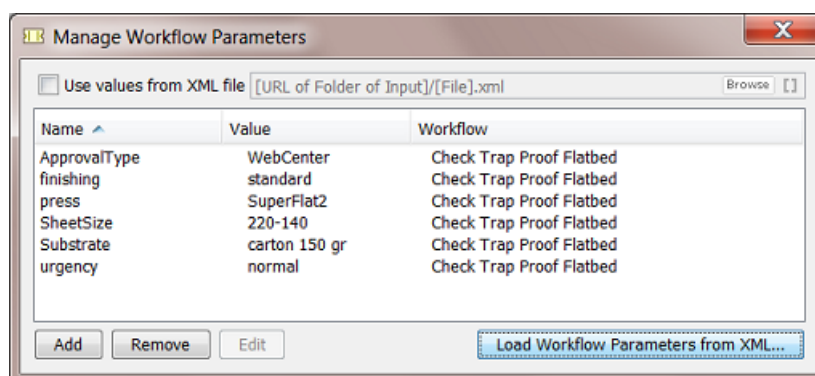 Manage Workflow Parameters
Use values from XML file [URL of Folder of Input]/[File].xml Browse []
Name Value Workflow
ApprovalType WebCenter Check Trap Proof Flatbed
finishing standard Check Trap Proof Flatbed
press SuperFlat2 Check Trap Proof Flatbed
SheetSize 220-140 Check Trap Proof Flatbed
Substrate carton 150 gr Check Trap Proof Flatbed
urgency normal Check Trap Proof Flatbed
Add Remove Edit Load Workflow Parameters from XML...